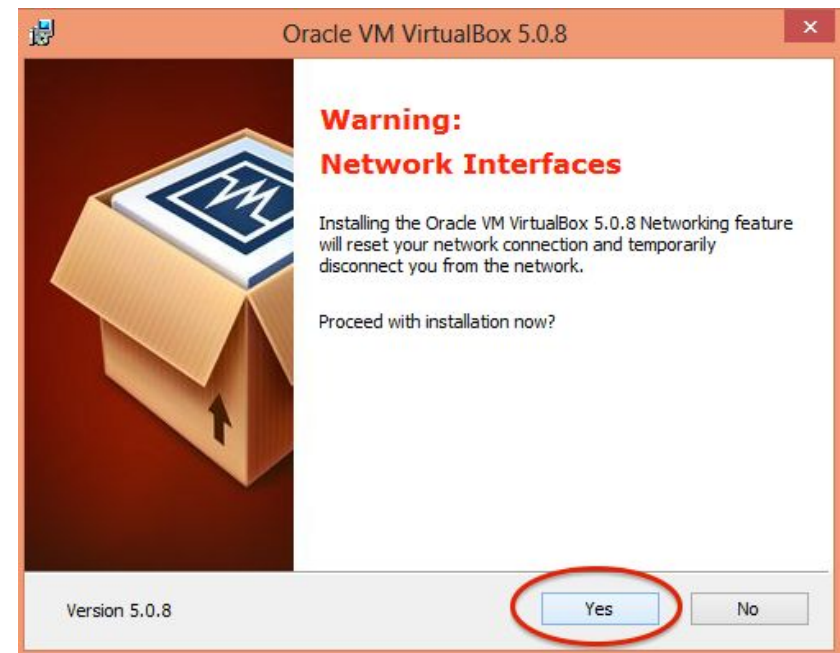 Oracle VM VirtualBox 5.0.8
Warning:
Network Interfaces
Installing the Oracle VM VirtualBox 5.0.8 Networking feature
will reset your network connection and temporarily
disconnect you from the network.
Proceed with installation now?
Version 5.0.8
Yes
No